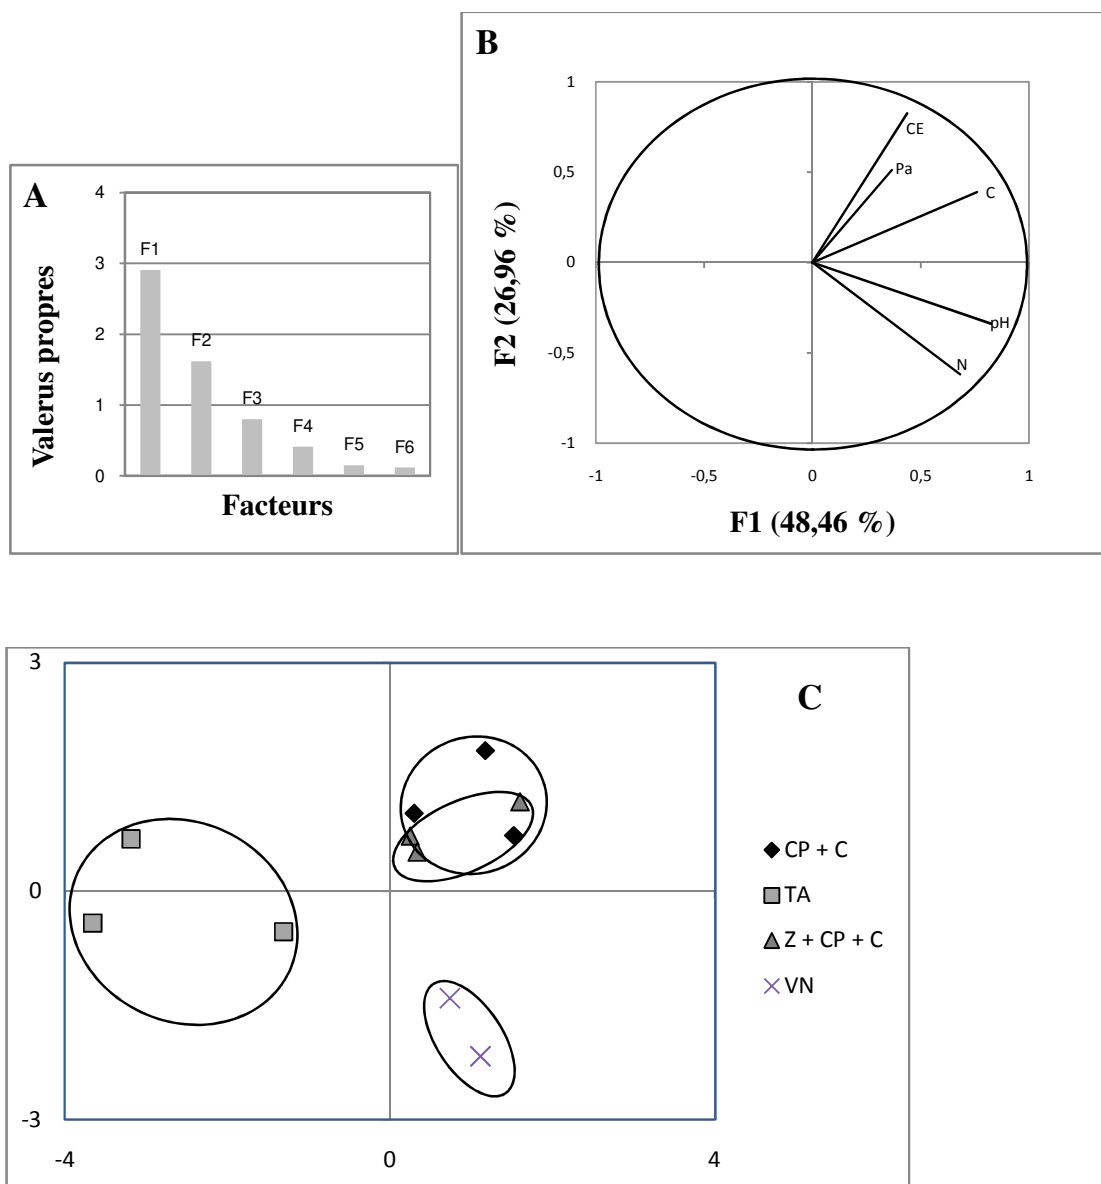 A
4
3
2
1
0
F1
F2
F3
F4
F5
F6
Valerus propres
Facteurs
B
1
0,5
0
-0,5
-1
-1
-0,5
0
0,5
1
CE
Pa
C
pH
N
F2 (26,96 %)
F1 (48,46 %)
C
3
0
-3
-4
0
4
CP + C
TA
Z + CP + C
VN